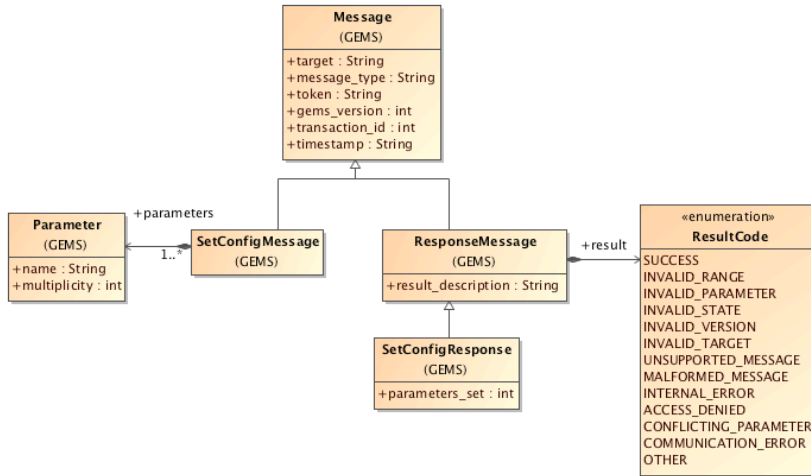 Message
(GEMS)
+target : String
+message_type : String
+token : String
+gems_version : int
+transaction_id : int
+timestamp : String
+parameters
1..*
Parameter
(GEMS)
+name : String
+multiplicity : int
SetConfigMessage
(GEMS)
ResponseMessage
(GEMS)
+result_description : String
+result
«enumeration»
ResultCode
SUCCESS
INVALID_RANGE
INVALID_PARAMETER
INVALID_STATE
INVALID_VERSION
INVALID_TARGET
UNSUPPORTED_MESSAGE
MALFORMED_MESSAGE
INTERNAL_ERROR
ACCESS_DENIED
CONFLICTING_PARAMETER
COMMUNICATION_ERROR
OTHER
SetConfigResponse
(GEMS)
+parameters_set : int